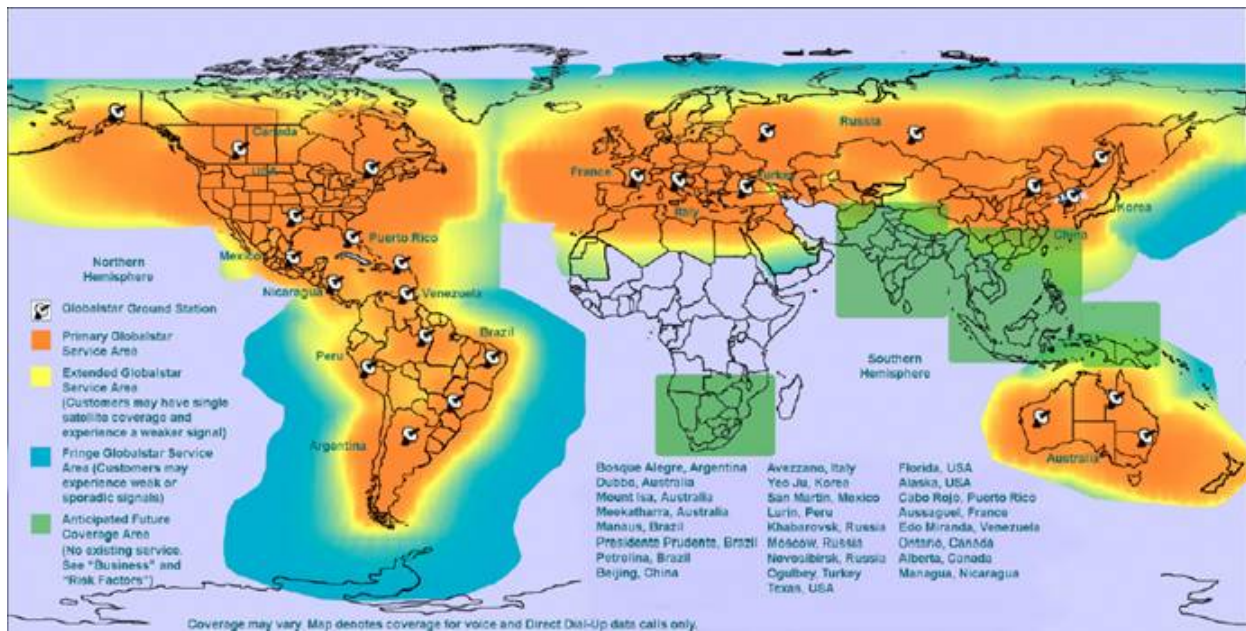 Canada
Russia
USA
France
Turkey
Italy
Korea
China
Puerto Rico
Mexico
Northern
Hemisphere
Nicaragua
Venezuela
Globalstar Ground Station
Primary Globalstar
Service Area
Brazil
Peru
Extended Globalstar
Service Area
(Customers may have single
satellite coverage and
experience a weaker signal)
Southern
Hemisphere
Argentina
Australia
Fringe Globalstar Service
Area (Customers may
experience weak or
sporadic signals)
Anticipated Future
Coverage Area
(No existing service.
See "Business" and
"Risk Factors")
Bosque Alegre, Argentina
Dubbo, Australia
Mount Isa, Australia
Meekatharra, Australia
Manaus, Brazil
Presidente Prudente, Brazil
Petrolina, Brazil
Beijing, China
Avezzano, Italy
Yeo Ju, Korea
San Martin, Mexico
Lurin, Peru
Khabarovsk, Russia
Moscow, Russia
Novosibirsk, Russia
Ogulbey, Turkey
Texas, USA
Florida, USA
Alaska, USA
Cabo Rojo, Puerto Rico
Aussaguel, France
Edo Miranda, Venezuela
Ontario, Canada
Alberta, Canada
Managua, Nicaragua
Coverage may vary. Map denotes coverage for voice and Direct Dial-Up data calls only.